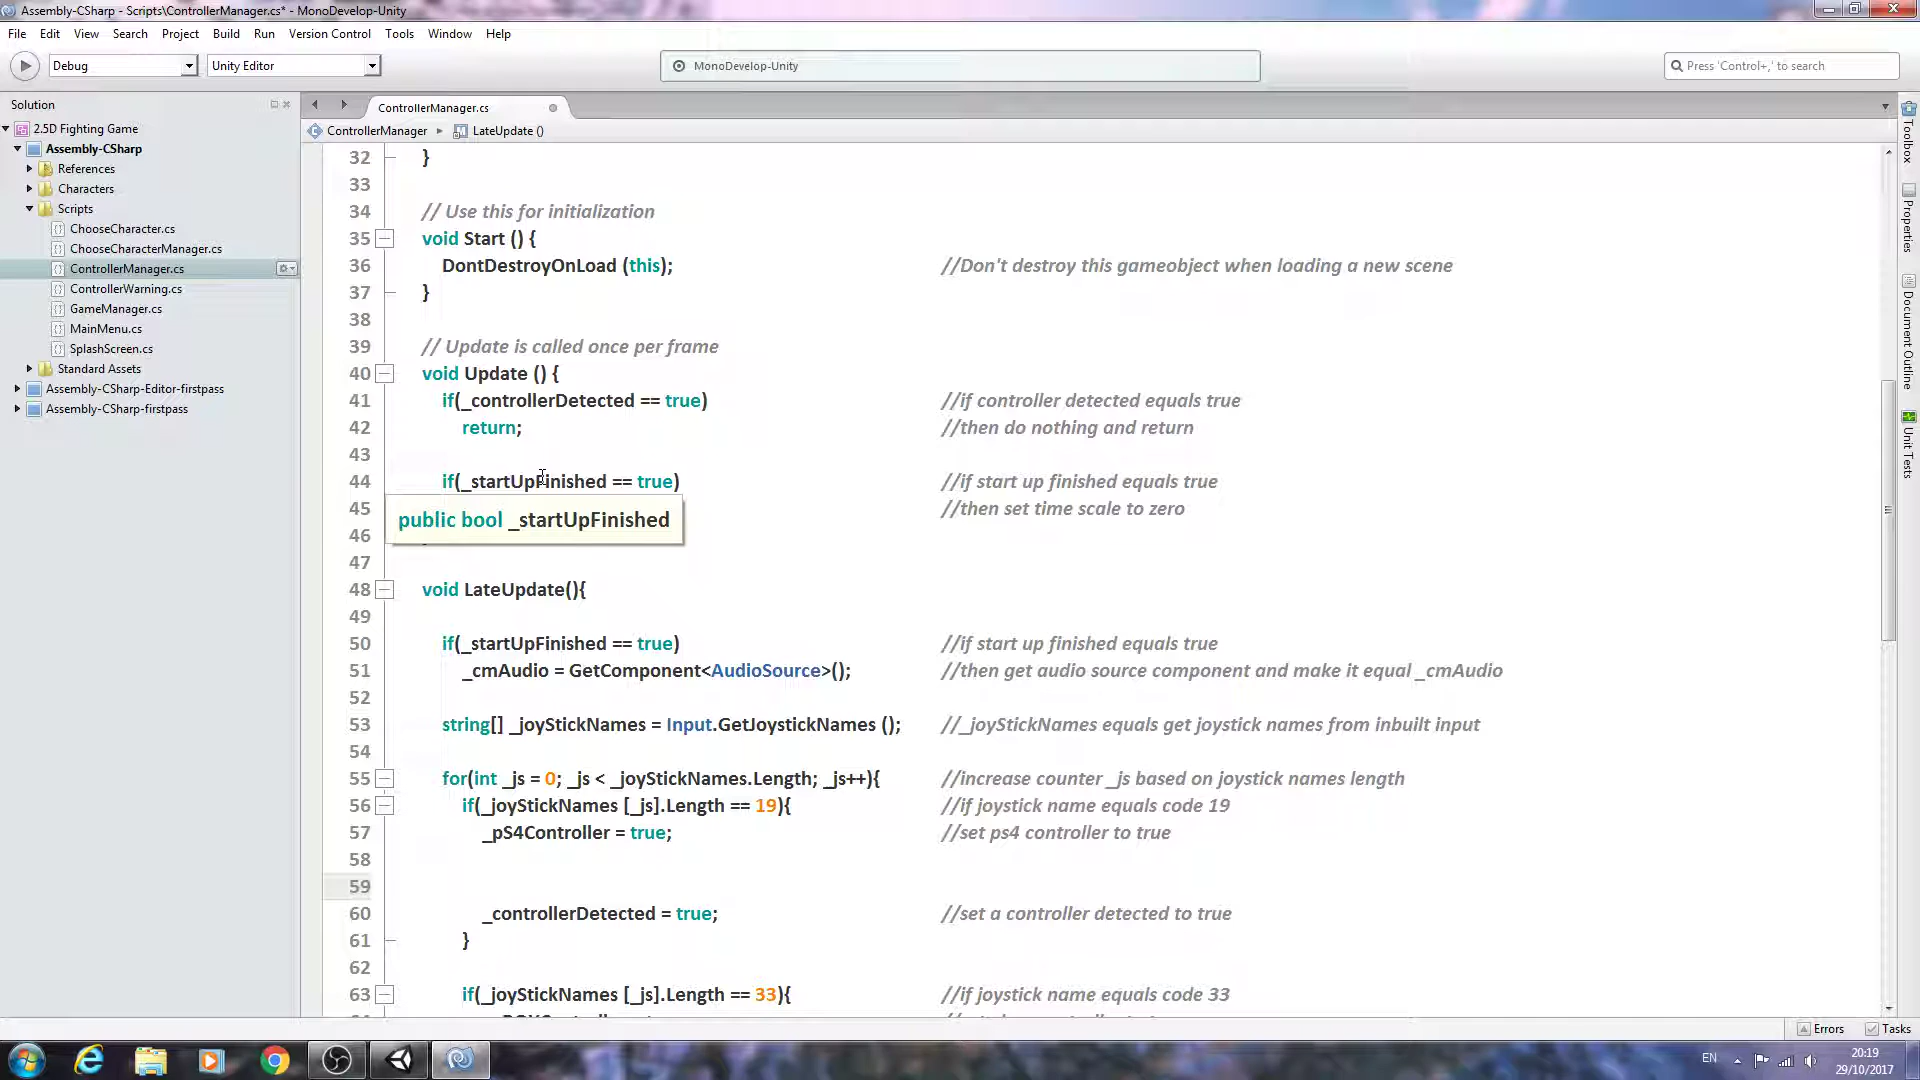 Assembly-CSharp - Scripts\ControllerManager.cs* - MonoDevelop-Unity
File Edit View Search Project Build Run Version Control Tools Window Help
Debug
Unity Editor
MonoDevelop-Unity
Press 'Control+,' to search
Solution
2.5D Fighting Game
Assembly-CSharp
References
Characters
Scripts
ChooseCharacter.cs
ChooseCharacterManager.cs
ControllerManager.cs
ControllerWarning.cs
GameManager.cs
MainMenu.cs
SplashScreen.cs
Standard Assets
Assembly-CSharp-Editor-firstpass
Assembly-CSharp-firstpass
ControllerManager.cs
ControllerManager LateUpdate ()
32 }
33
34 // Use this for initialization
35 void Start () {
36 DontDestroyOnLoad (this); //Don't destroy this gameobject when loading a new scene
37 }
38
39 // Update is called once per frame
40 void Update () {
41 if(_controllerDetected == true) //if controller detected equals true
42 return; //then do nothing and return
43
44 if(_startUpFinished == true) //if start up finished equals true
45 //then set time scale to zero
public bool _startUpFinished
46
47
48 void LateUpdate(){
49
50 if(_startUpFinished == true) //if start up finished equals true
51 _cmAudio = GetComponent<AudioSource>(); //then get audio source component and make it equal _cmAudio
52
53 string[] _joyStickNames = Input.GetJoystickNames (); //_joyStickNames equals get joystick names from inbuilt input
54
55 for(int _js = 0; _js < _joyStickNames.Length; _js++){ //increase counter _js based on joystick names length
56 if(_joyStickNames [_js].Length == 19){ //if joystick name equals code 19
57 _pS4Controller = true; //set ps4 controller to true
58
59
60 _controllerDetected = true; //set a controller detected to true
61 }
62
63 if(_joyStickNames [_js].Length == 33){ //if joystick name equals code 33
Toolbox
Properties
Document Outline
Unit Tests
Errors
Tasks
EN
20:19
29/10/2017